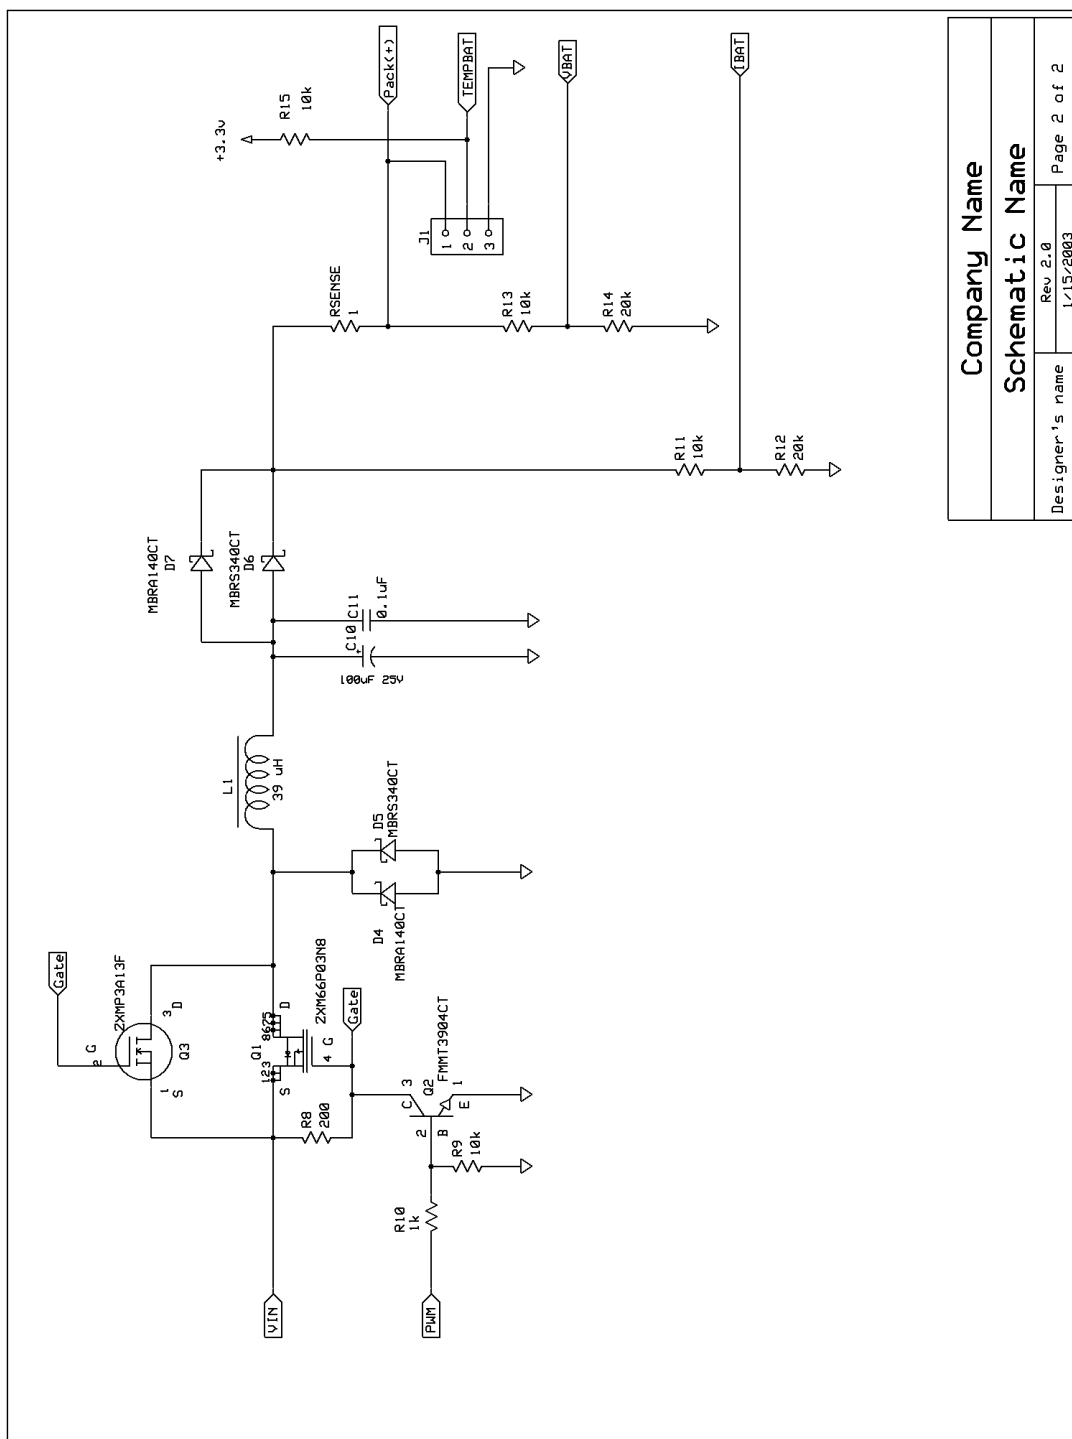 Gate
ZXMP3A13F
G
2
3
D
Q3
1
S
VIN
Q1
123
8675
S
D
G
4
ZXM66P03N8
R8
200
Gate
PWM
R10
1k
R9
10k
C
3
Q2
2
B
E
1
FMMT3904CT
L1
39 uH
D4
MBRA140CT
D5
MBRS340CT
C10
+
100uF 25V
C11
0.1uF
MBRA140CT
D7
MBRS340CT
D6
RSENSE
1
R13
10k
R14
20k
R11
10k
R12
20k
+3.3v
R15
10k
J1
1
2
3
Pack(+)
TEMPBAT
VBAT
IBAT
Company Name
Schematic Name
Designer's name
Rev 2.0
1/15/2003
Page 2 of 2